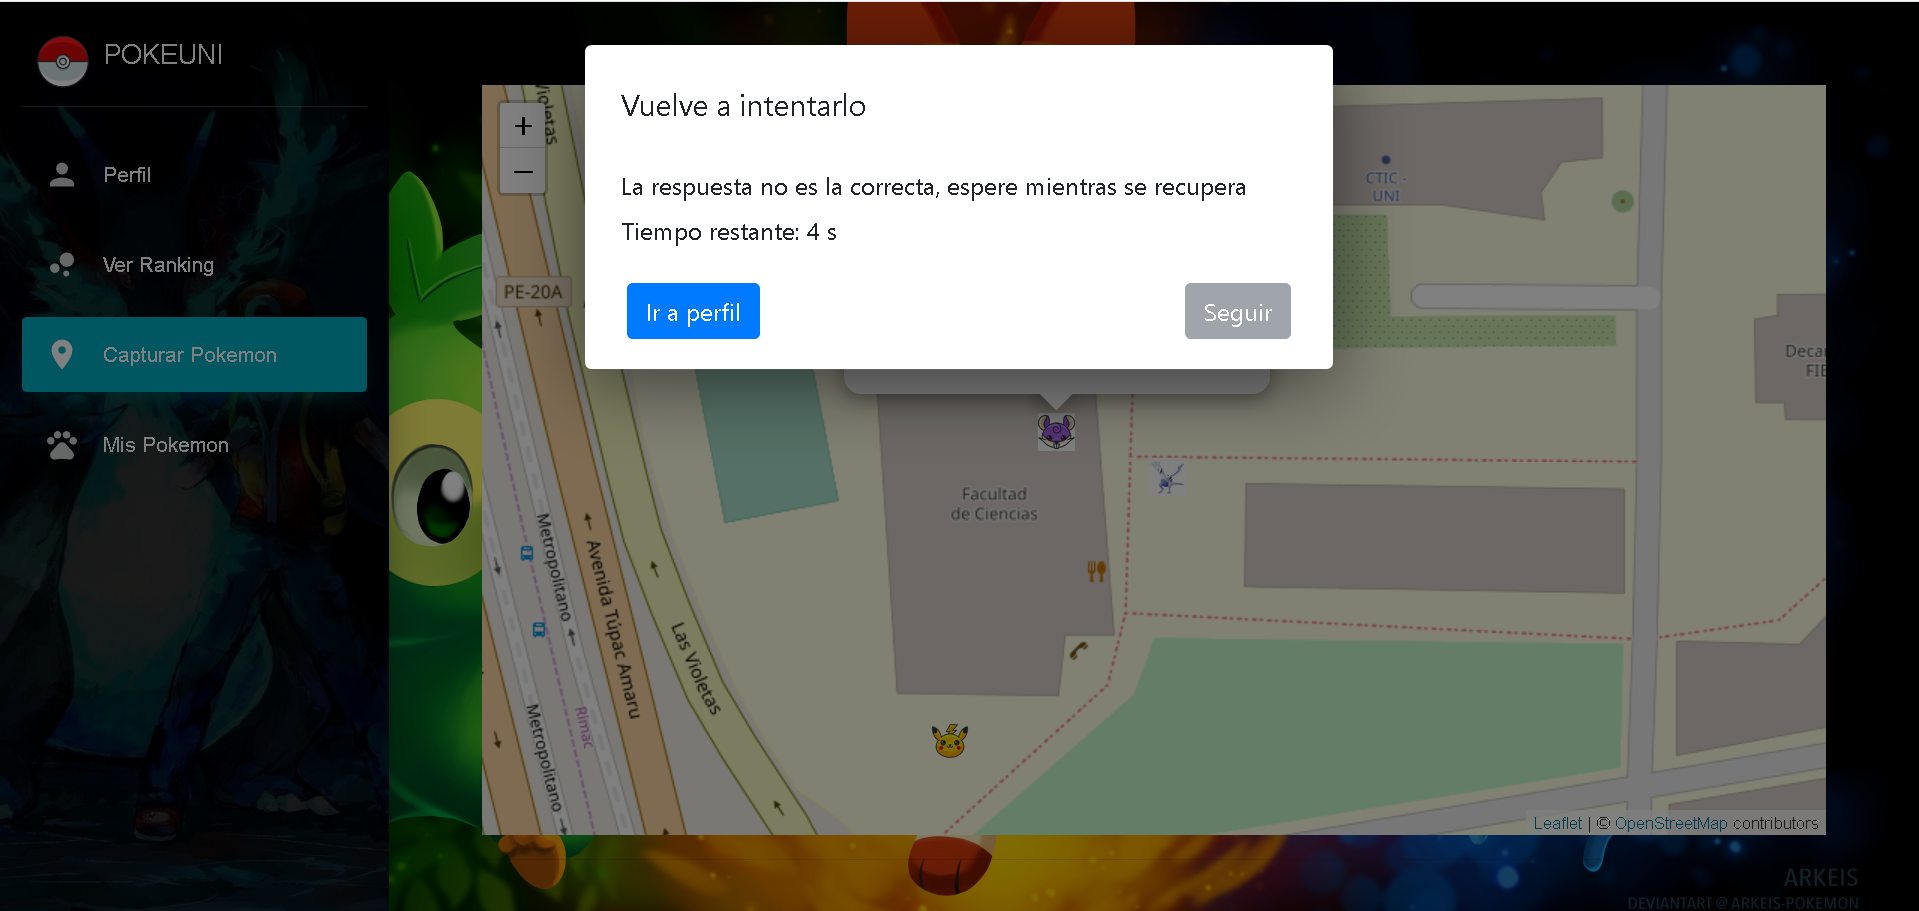 POKEUNI
Perfil
Ver Ranking
Capturar Pokemon
Mis Pokemon
Vuelve a intentarlo
La respuesta no es la correcta, espere mientras se recupera
Tiempo restante: 4 s
Ir a perfil
Seguir
+
−
Violetas
PE-20A
CTIC -
UNI
Facultad
de Ciencias
Metropolitano
Avenida Túpac Amaru
Las Violetas
Metropolitano
Rímac
Leaflet | © OpenStreetMap contributors
ARKEIS
DEVIANTART @ ARKEIS-POKEMON